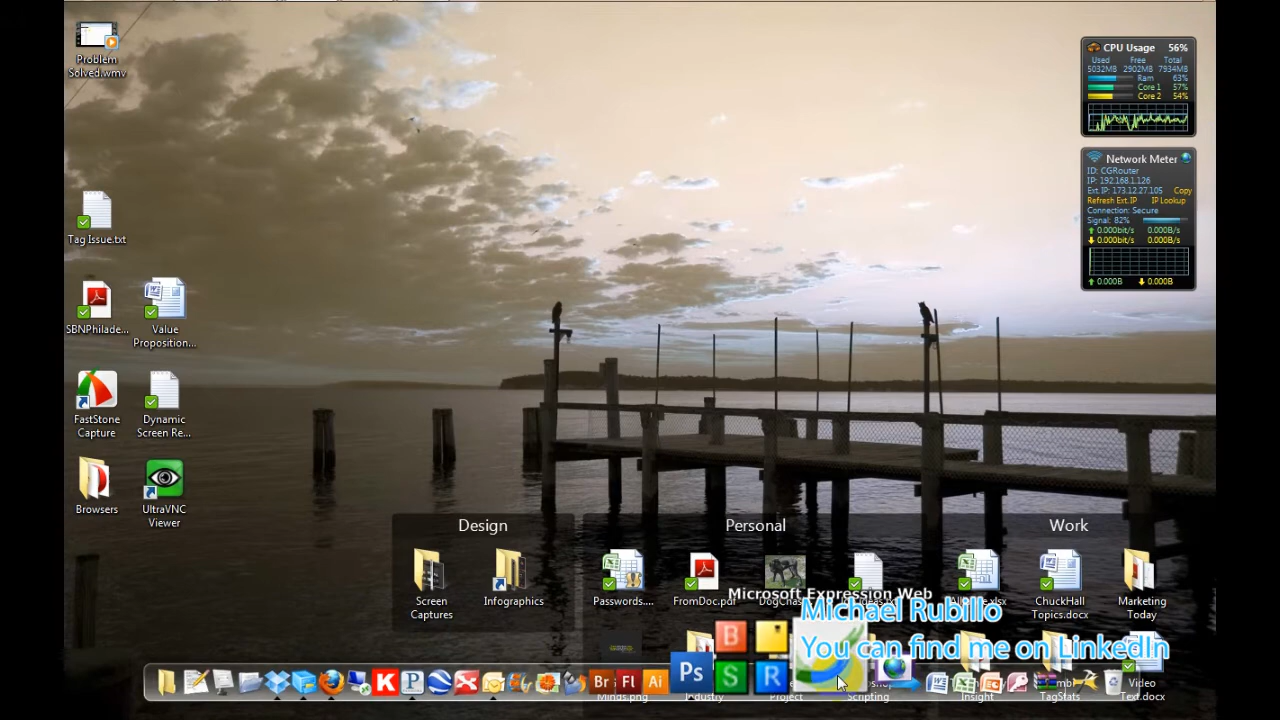 Problem
Solved.wmv
Tag Issue.txt
SBNPhilade...
Value
Proposition...
FastStone
Capture
Dynamic
Screen Re...
Browsers
UltraVNC
Viewer
CPU Usage 56%
Used Free Total
5032MB 2902MB 7934MB
Ram 63%
Core 1 57%
Core 2 54%
Network Meter
ID: CGRouter
IP: 192.168.1.126
Ext.IP: 173.12.27.105 Copy
Refresh Ext.IP IP Lookup
Connection: Secure
Signal: 82%
0.000bit/s 0.000B/s
0.000bit/s 0.000B/s
0.000B 0.000B
Design
Screen
Captures
Infographics
Personal
Passwords....
FromDoc.pdf
Work
ChuckHall
Topics.docx
Marketing
Today
Microsoft Expression Web
Michael Rubillo
You can find me on LinkedIn
B
S
R
Ps
K
P
Br
Fl
Ai
Minds.png
Industry
Project
Scripting
Insight
TagStats
Video
Text.docx